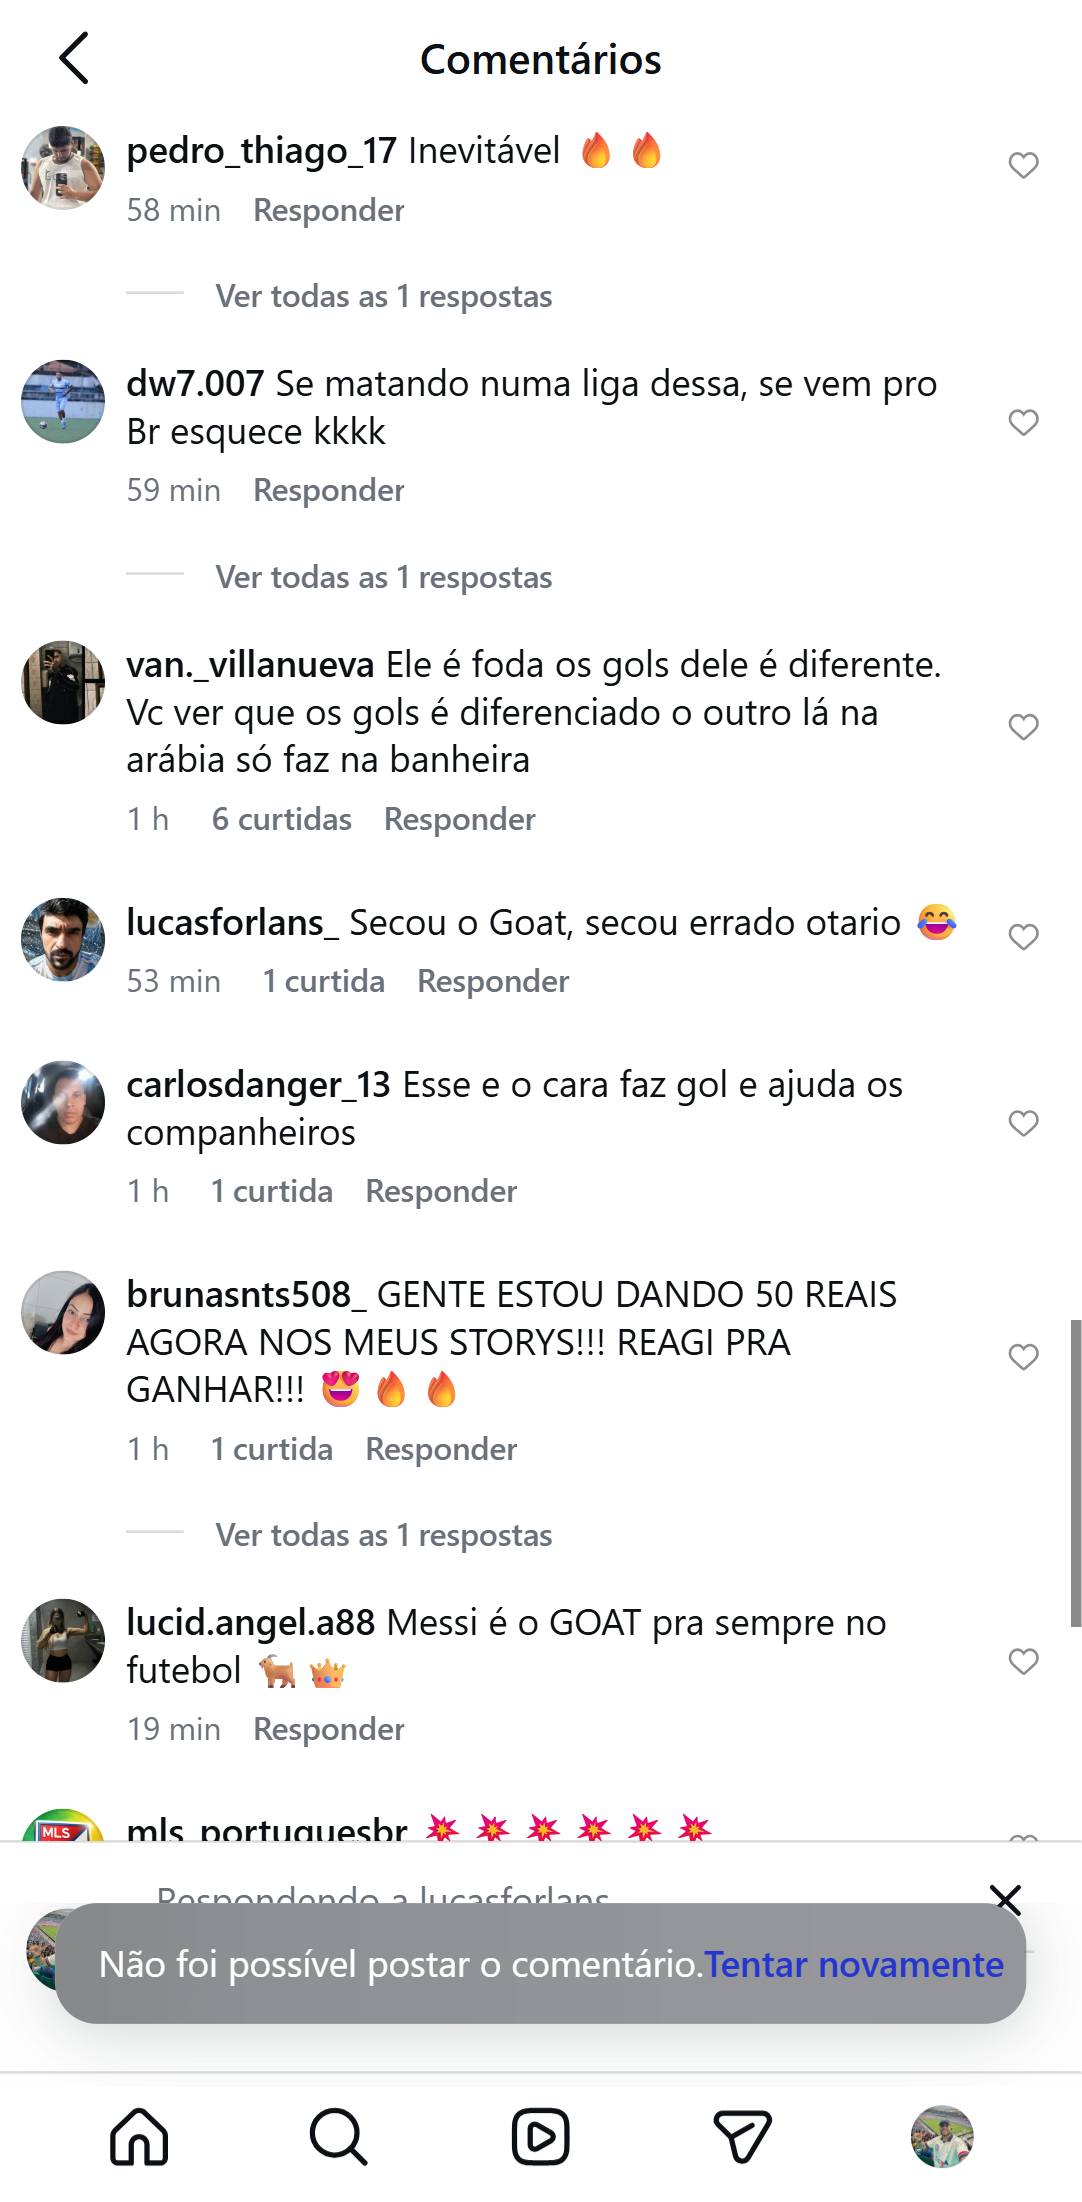 Comentários
pedro_thiago_17 Inevitável 🔥 🔥
58 min Responder
Ver todas as 1 respostas
dw7.007 Se matando numa liga dessa, se vem pro
Br esquece kkkk
59 min Responder
Ver todas as 1 respostas
van._villanueva Ele é foda os gols dele é diferente.
Vc ver que os gols é diferenciado o outro lá na
arábia só faz na banheira
1 h 6 curtidas Responder
lucasforlans_ Secou o Goat, secou errado otario 😂
53 min 1 curtida Responder
carlosdanger_13 Esse e o cara faz gol e ajuda os
companheiros
1 h 1 curtida Responder
brunasnts508_ GENTE ESTOU DANDO 50 REAIS
AGORA NOS MEUS STORYS!!! REAGI PRA
GANHAR!!! 😍 🔥 🔥
1 h 1 curtida Responder
Ver todas as 1 respostas
lucid.angel.a88 Messi é o GOAT pra sempre no
futebol 🐐 👑
19 min Responder
MLS
mls_portuguesbr 💥 💥 💥 💥 💥 💥
Respondendo a lucasforlans_
Não foi possível postar o comentário.Tentar novamente